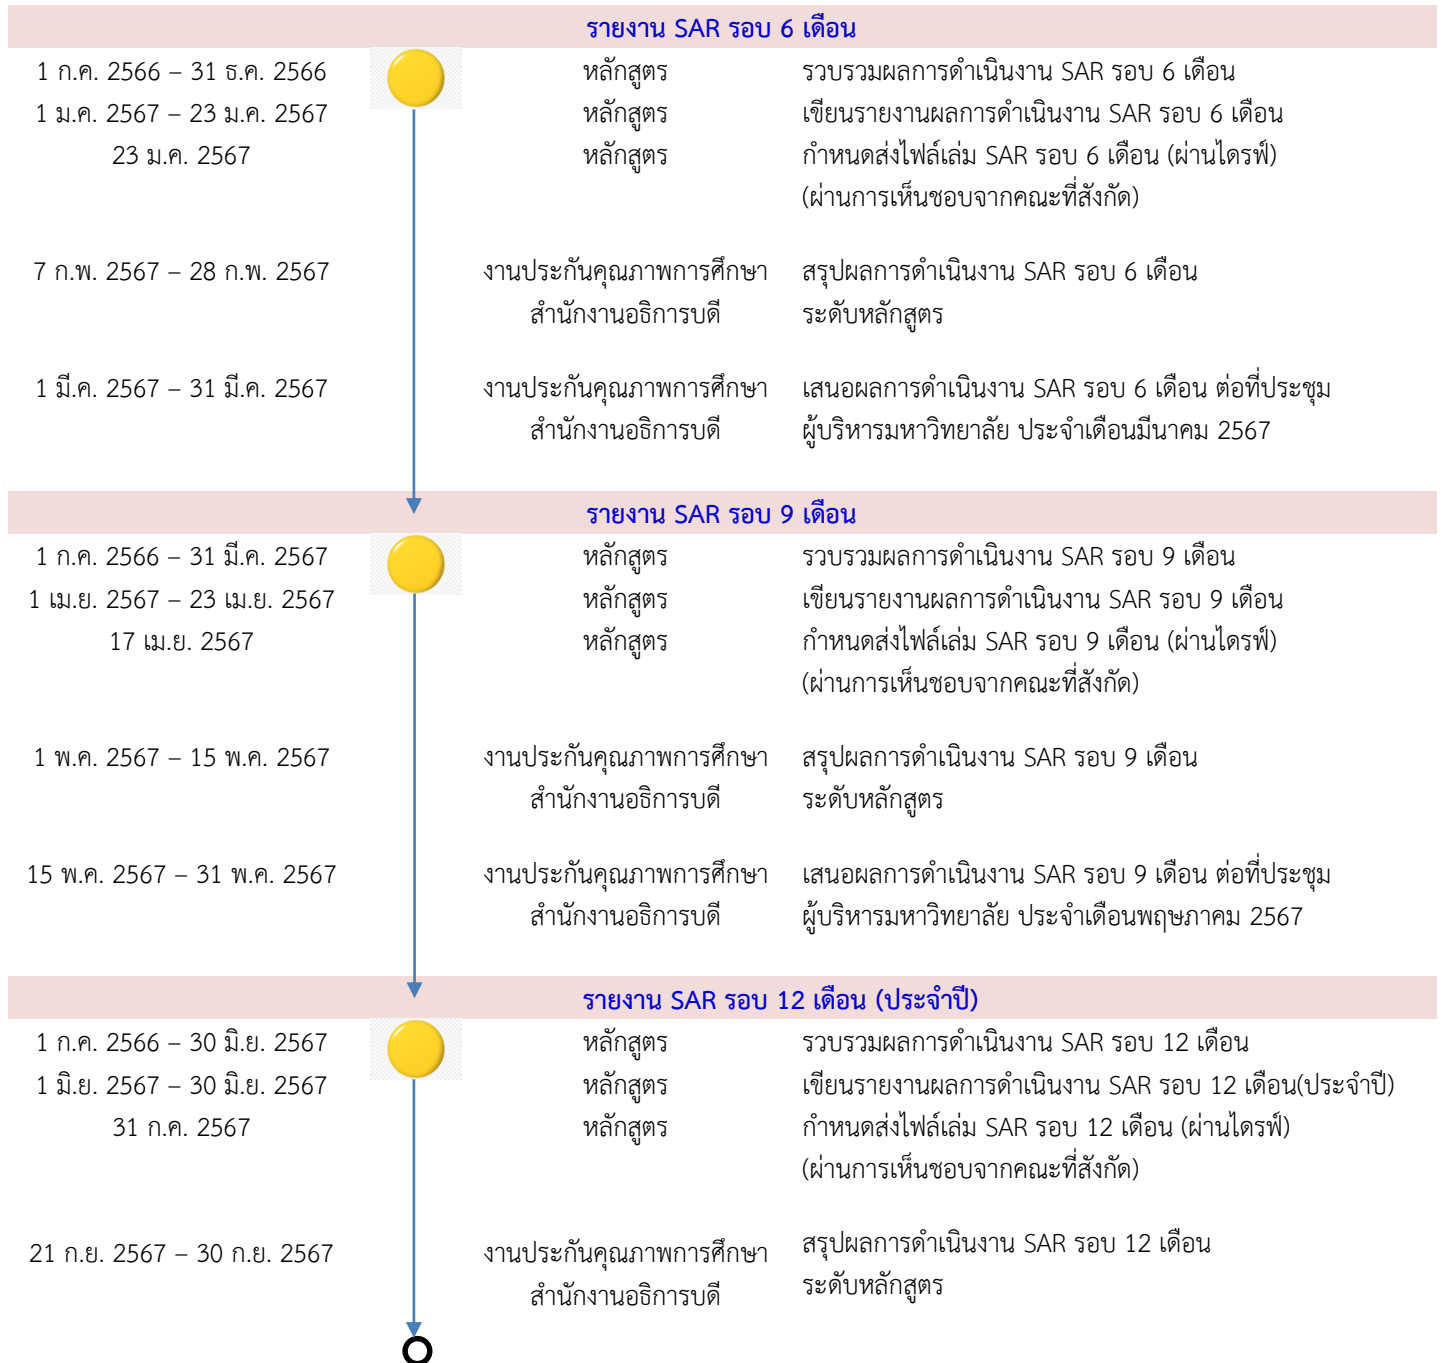 รายงาน SAR รอบ 6 เดือน
1 ก.ค. 2566 – 31 ธ.ค. 2566 หลักสูตร รวบรวมผลการดำเนินงาน SAR รอบ 6 เดือน
1 ม.ค. 2567 – 23 ม.ค. 2567 หลักสูตร เขียนรายงานผลการดำเนินงาน SAR รอบ 6 เดือน
23 ม.ค. 2567 หลักสูตร กำหนดส่งไฟล์เล่ม SAR รอบ 6 เดือน (ผ่านไดรฟ์)
(ผ่านการเห็นชอบจากคณะที่สังกัด)
7 ก.พ. 2567 – 28 ก.พ. 2567 งานประกันคุณภาพการศึกษา สรุปผลการดำเนินงาน SAR รอบ 6 เดือน
สำนักงานอธิการบดี ระดับหลักสูตร
1 มี.ค. 2567 – 31 มี.ค. 2567 งานประกันคุณภาพการศึกษา เสนอผลการดำเนินงาน SAR รอบ 6 เดือน ต่อที่ประชุม
สำนักงานอธิการบดี ผู้บริหารมหาวิทยาลัย ประจำเดือนมีนาคม 2567
รายงาน SAR รอบ 9 เดือน
1 ก.ค. 2566 – 31 มี.ค. 2567 หลักสูตร รวบรวมผลการดำเนินงาน SAR รอบ 9 เดือน
1 เม.ย. 2567 – 23 เม.ย. 2567 หลักสูตร เขียนรายงานผลการดำเนินงาน SAR รอบ 9 เดือน
17 เม.ย. 2567 หลักสูตร กำหนดส่งไฟล์เล่ม SAR รอบ 9 เดือน (ผ่านไดรฟ์)
(ผ่านการเห็นชอบจากคณะที่สังกัด)
1 พ.ค. 2567 – 15 พ.ค. 2567 งานประกันคุณภาพการศึกษา สรุปผลการดำเนินงาน SAR รอบ 9 เดือน
สำนักงานอธิการบดี ระดับหลักสูตร
15 พ.ค. 2567 – 31 พ.ค. 2567 งานประกันคุณภาพการศึกษา เสนอผลการดำเนินงาน SAR รอบ 9 เดือน ต่อที่ประชุม
สำนักงานอธิการบดี ผู้บริหารมหาวิทยาลัย ประจำเดือนพฤษภาคม 2567
รายงาน SAR รอบ 12 เดือน (ประจำปี)
1 ก.ค. 2566 – 30 มิ.ย. 2567 หลักสูตร รวบรวมผลการดำเนินงาน SAR รอบ 12 เดือน
1 มิ.ย. 2567 – 30 มิ.ย. 2567 หลักสูตร เขียนรายงานผลการดำเนินงาน SAR รอบ 12 เดือน(ประจำปี)
31 ก.ค. 2567 หลักสูตร กำหนดส่งไฟล์เล่ม SAR รอบ 12 เดือน (ผ่านไดรฟ์)
(ผ่านการเห็นชอบจากคณะที่สังกัด)
21 ก.ย. 2567 – 30 ก.ย. 2567 งานประกันคุณภาพการศึกษา สรุปผลการดำเนินงาน SAR รอบ 12 เดือน
สำนักงานอธิการบดี ระดับหลักสูตร